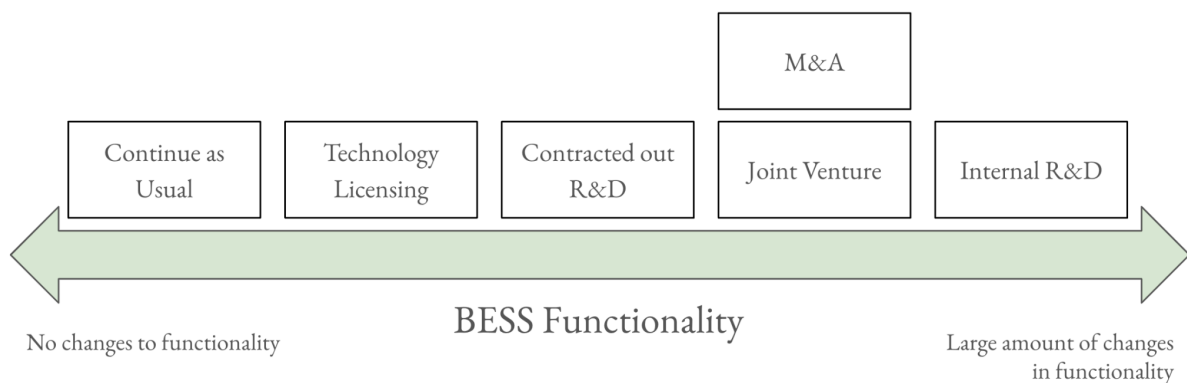 M&A
Continue as
Usual
Technology
Licensing
Contracted out
R&D
Joint Venture
Internal R&D
BESS Functionality
No changes to functionality
Large amount of changes
in functionality